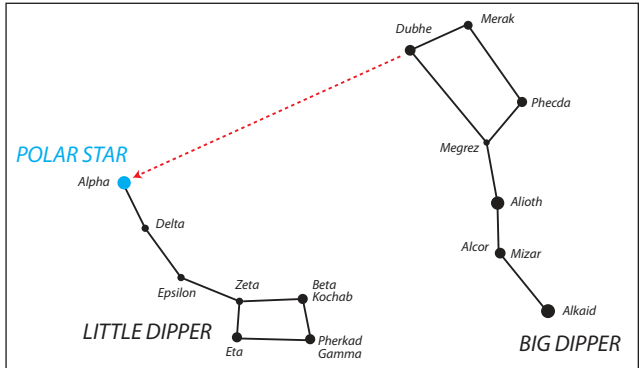 Merak
Dubhe
Phecda
Megrez
POLAR STAR
Alpha
Alioth
Delta
Alcor
Mizar
Epsilon
Zeta
Beta
Kochab
LITTLE DIPPER
Eta
Pherkad
Gamma
Alkaid
BIG DIPPER